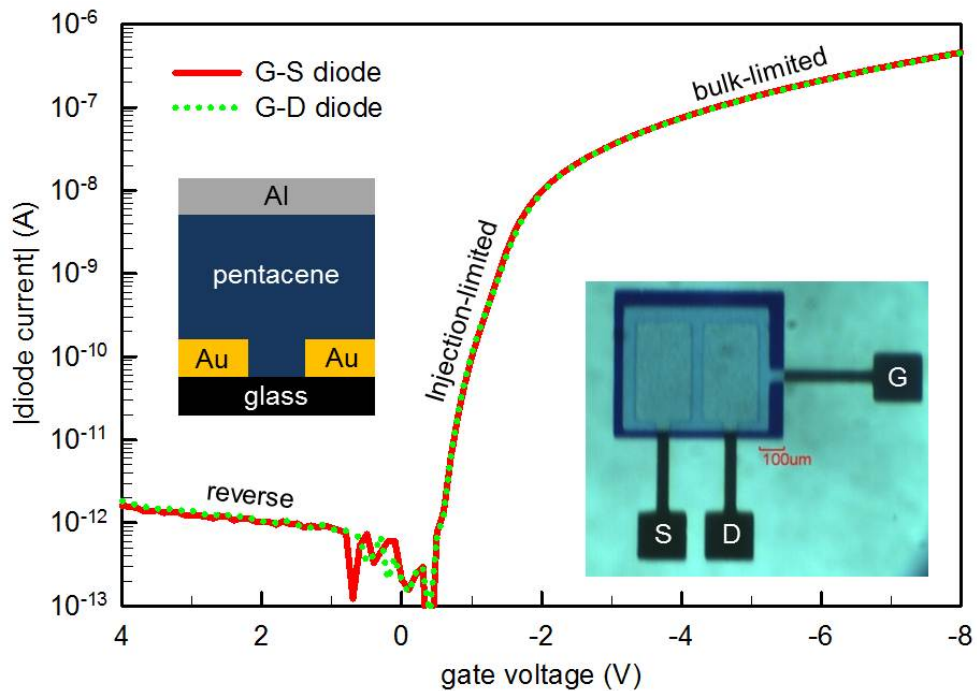 10⁻⁶
10⁻⁷
10⁻⁸
10⁻⁹
10⁻¹⁰
10⁻¹¹
10⁻¹²
10⁻¹³
|diode current| (A)
G-S diode
G-D diode
bulk-limited
Injection-limited
reverse
Al
pentacene
Au Au
glass
G
100um
S D
4 2 0 -2 -4 -6 -8
gate voltage (V)